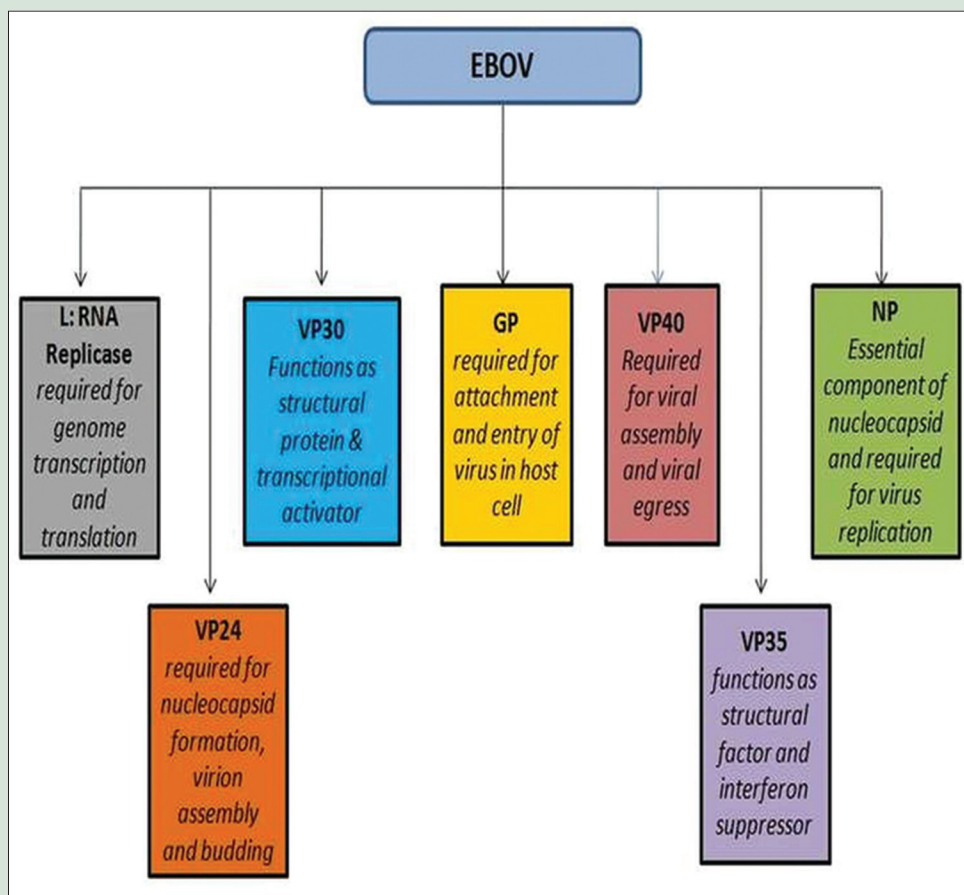 EBOV
L: RNA
Replicase
required for
genome
transcription
and
translation
VP30
Functions as
structural
protein &
transcriptional
activator
GP
required for
attachment
and entry of
virus in host
cell
VP40
Required
for viral
assembly
and viral
egress
NP
Essential
component of
nucleocapsid
and required
for virus
replication
VP24
required for
nucleocapsid
formation,
virion
assembly
and budding
VP35
functions as
structural
factor and
interferon
suppressor